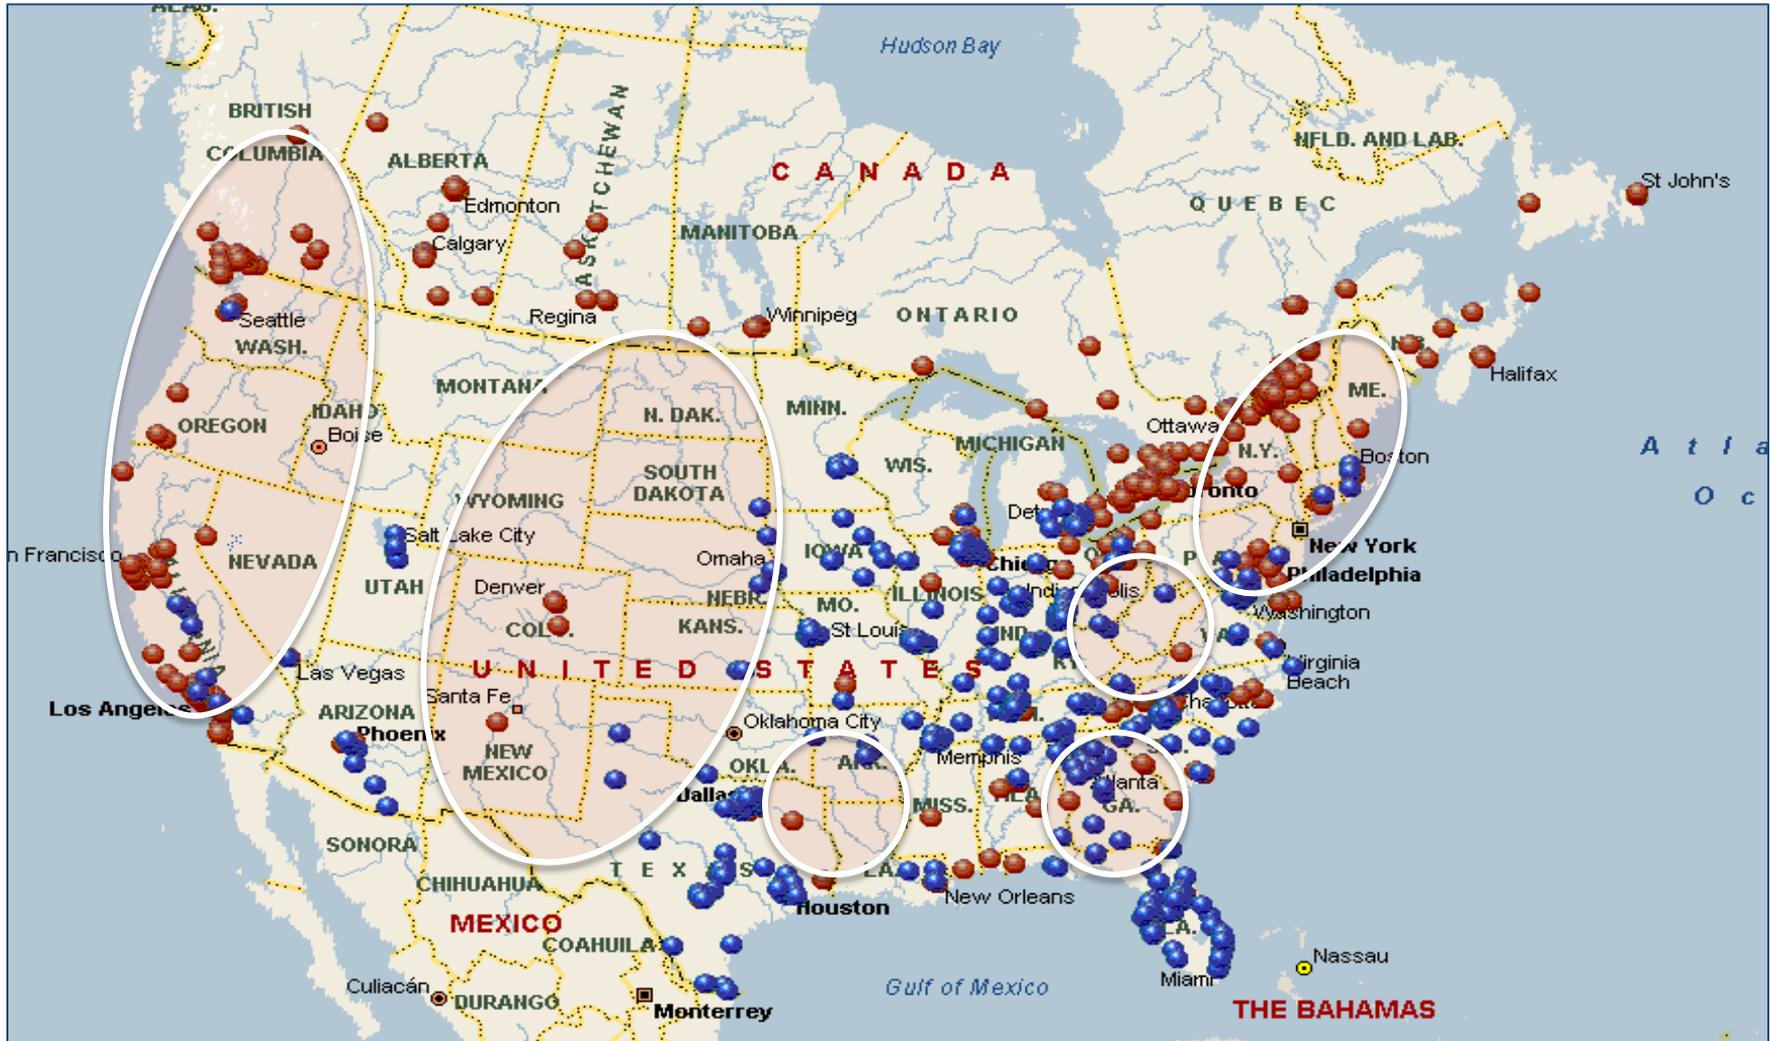 ALAS.
Hudson Bay
BRITISH
COLUMBIA
ALBERTA
CANADA
NFLD. AND LAB.
St John's
Edmonton
QUEBEC
MANITOBA
Calgary
Regina
Winnipeg
ONTARIO
Seattle
WASH.
Halifax
MONTANA
ME.
OREGON
IDAHO
Boise
N. DAK.
MINN.
Ottawa
MICHIGAN
N.Y.
Boston
Atla
WIS.
SOUTH
DAKOTA
WYOMING
Oc
Salt Lake City
n Francisco
NEVADA
Omaha
IOWA
New York
Philadelphia
UTAH
Denver
NEBR.
ILLINOIS
MO.
Washington
KANS.
St Louis
IND.
VA.
KY.
UNITED STATES
Las Vegas
Virginia
Beach
Santa Fe
Los Angeles
ARIZONA
Phoenix
Oklahoma City
NEW
MEXICO
Memphis
OKLA.
ARK.
Atlanta
Dallas
MISS.
GA.
SONORA
TEXAS
LA.
CHIHUAHUA
New Orleans
Houston
MEXICO
COAHUILA
Nassau
Miami
Culiacán
DURANGO
Gulf of Mexico
Monterrey
THE BAHAMAS